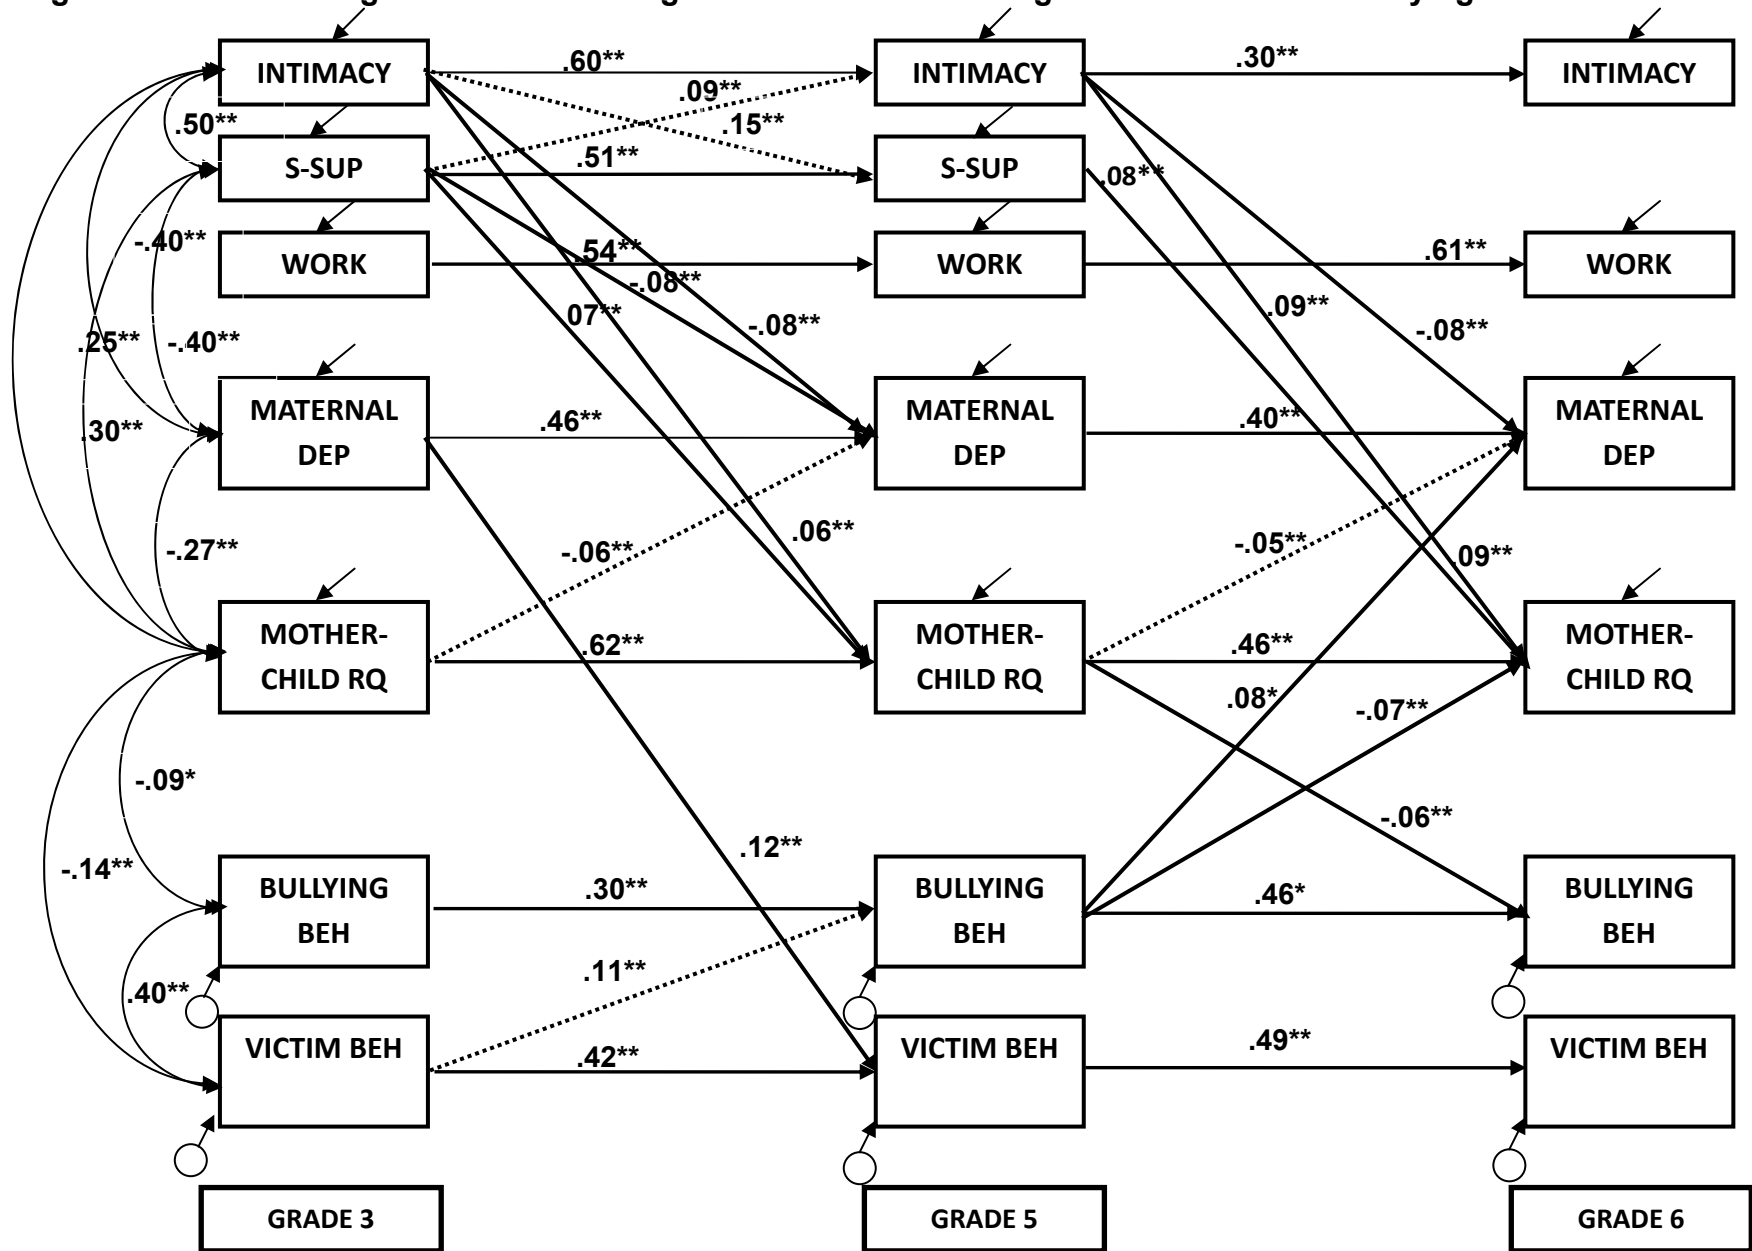 INTIMACY
.60**
INTIMACY
.30**
INTIMACY
.09**
.50**
.15**
S-SUP
.51**
S-SUP
.08**
-.40**
WORK
.54**
WORK
.61**
WORK
-.08**
07**
.09**
-.08**
-.08**
.25**
-.40**
MATERNAL
DEP
.46**
MATERNAL
DEP
.40**
MATERNAL
DEP
.30**
-.27**
-.06**
.06**
-.05**
.09**
MOTHER-
CHILD RQ
.62**
MOTHER-
CHILD RQ
.46**
MOTHER-
CHILD RQ
.08*
-.07**
-.09*
-.06**
-.14**
BULLYING
BEH
.30**
.12**
BULLYING
BEH
.46*
BULLYING
BEH
.11**
.40**
VICTIM BEH
.42**
VICTIM BEH
.49**
VICTIM BEH
GRADE 3
GRADE 5
GRADE 6